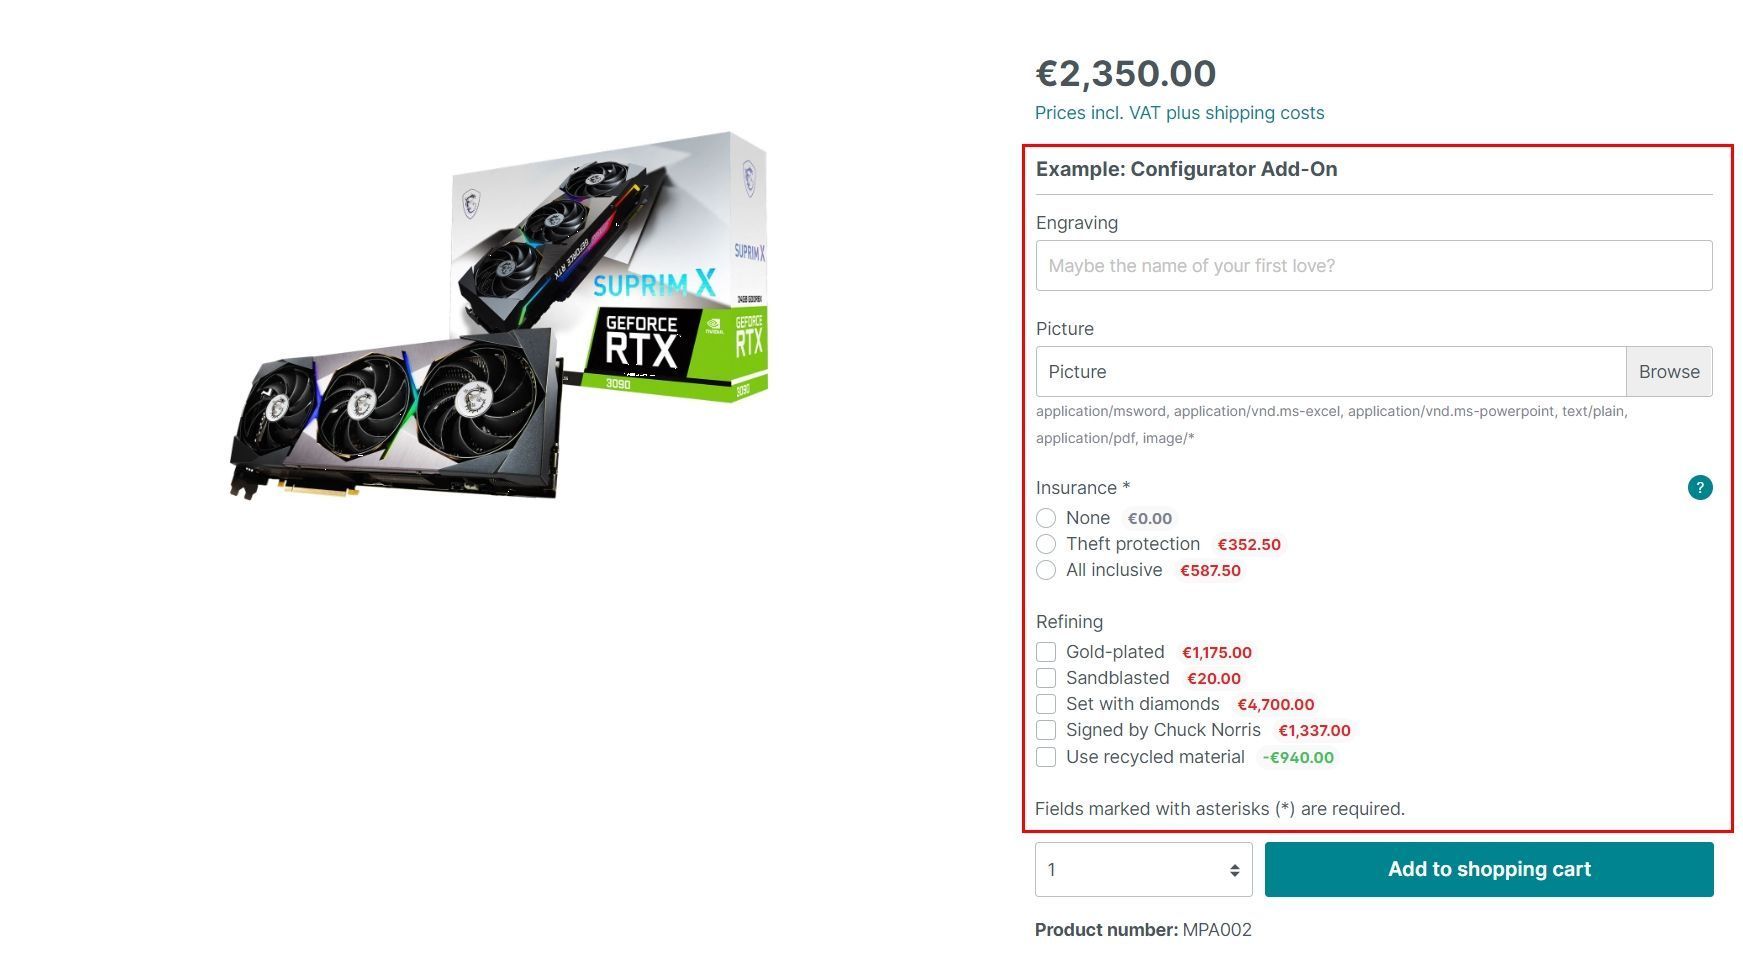 €2,350.00
Prices incl. VAT plus shipping costs
Example: Configurator Add-On
Engraving
Maybe the name of your first love?
Picture
Picture
Browse
application/msword, application/vnd.ms-excel, application/vnd.ms-powerpoint, text/plain,
application/pdf, image/*
Insurance *
?
None €0.00
Theft protection €352.50
All inclusive €587.50
Refining
Gold-plated €1,175.00
Sandblasted €20.00
Set with diamonds €4,700.00
Signed by Chuck Norris €1,337.00
Use recycled material -€940.00
Fields marked with asterisks (*) are required.
1
Add to shopping cart
Product number: MPA002
SUPRIM X
GEFORCE
RTX
3090
NVIDIA
GEFORCE RTX
SUPRIM X
24GB GDDR6X
GEFORCE
RTX
3090